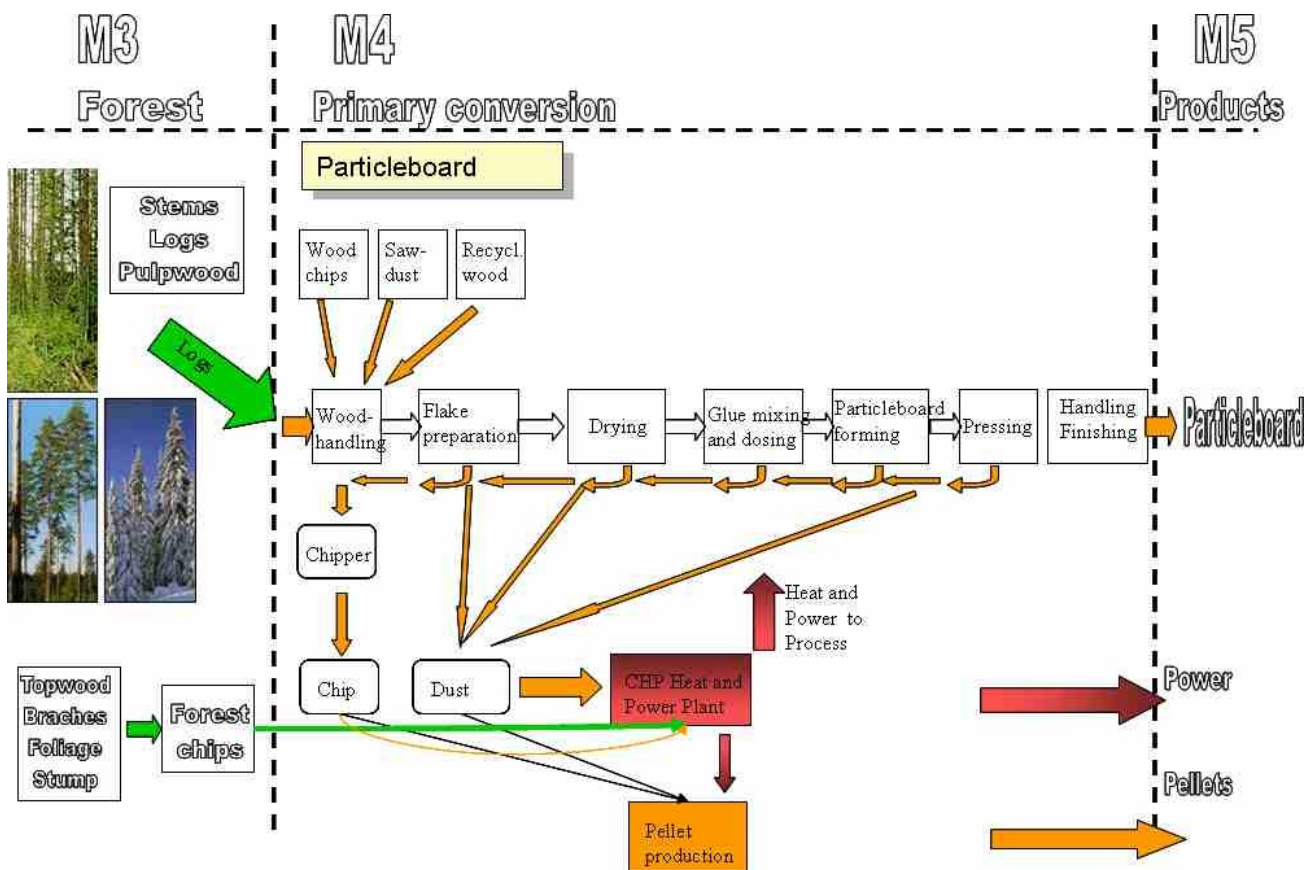 M3
M4
M5
Forest
Primary conversion
Products
Particleboard
Stems
Logs
Pulpwood
Wood
chips
Saw-
dust
Recycl.
wood
Logs
Wood-
handling
Flake
preparation
Drying
Glue mixing
and dosing
Particleboard
forming
Pressing
Handling
Finishing
Particleboard
Chipper
Heat and
Power to
Process
Topwood
Braches
Foliage
Stump
Forest
chips
Chip
Dust
CHP Heat and
Power Plant
Power
Pellets
Pellet
production